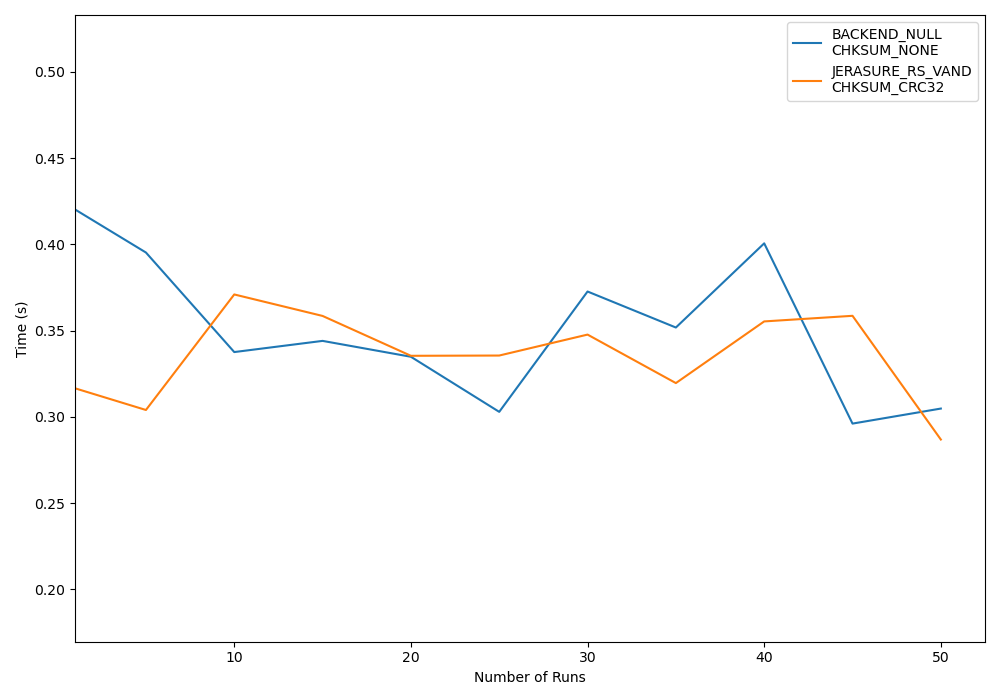 BACKEND_NULL
CHKSUM_NONE
JERASURE_RS_VAND
CHKSUM_CRC32
0.50
0.45
0.40
0.35
0.30
0.25
0.20
Time (s)
10 20 30 40 50
Number of Runs